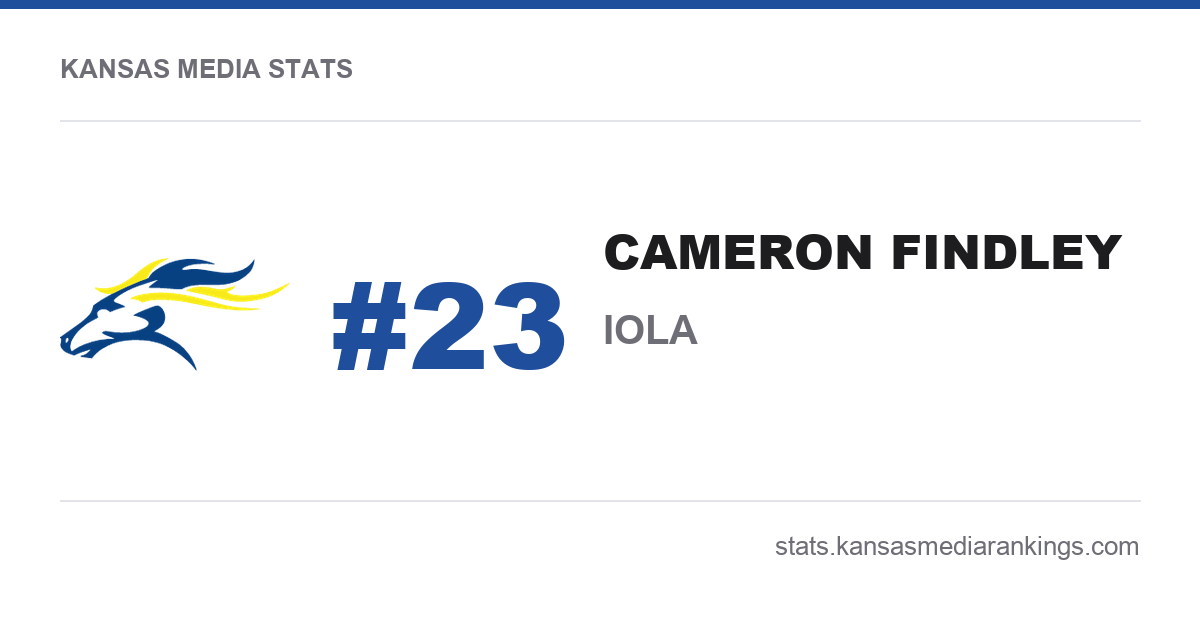 KANSAS MEDIA STATS
#23
CAMERON FINDLEY
IOLA
stats.kansasmediarankings.com